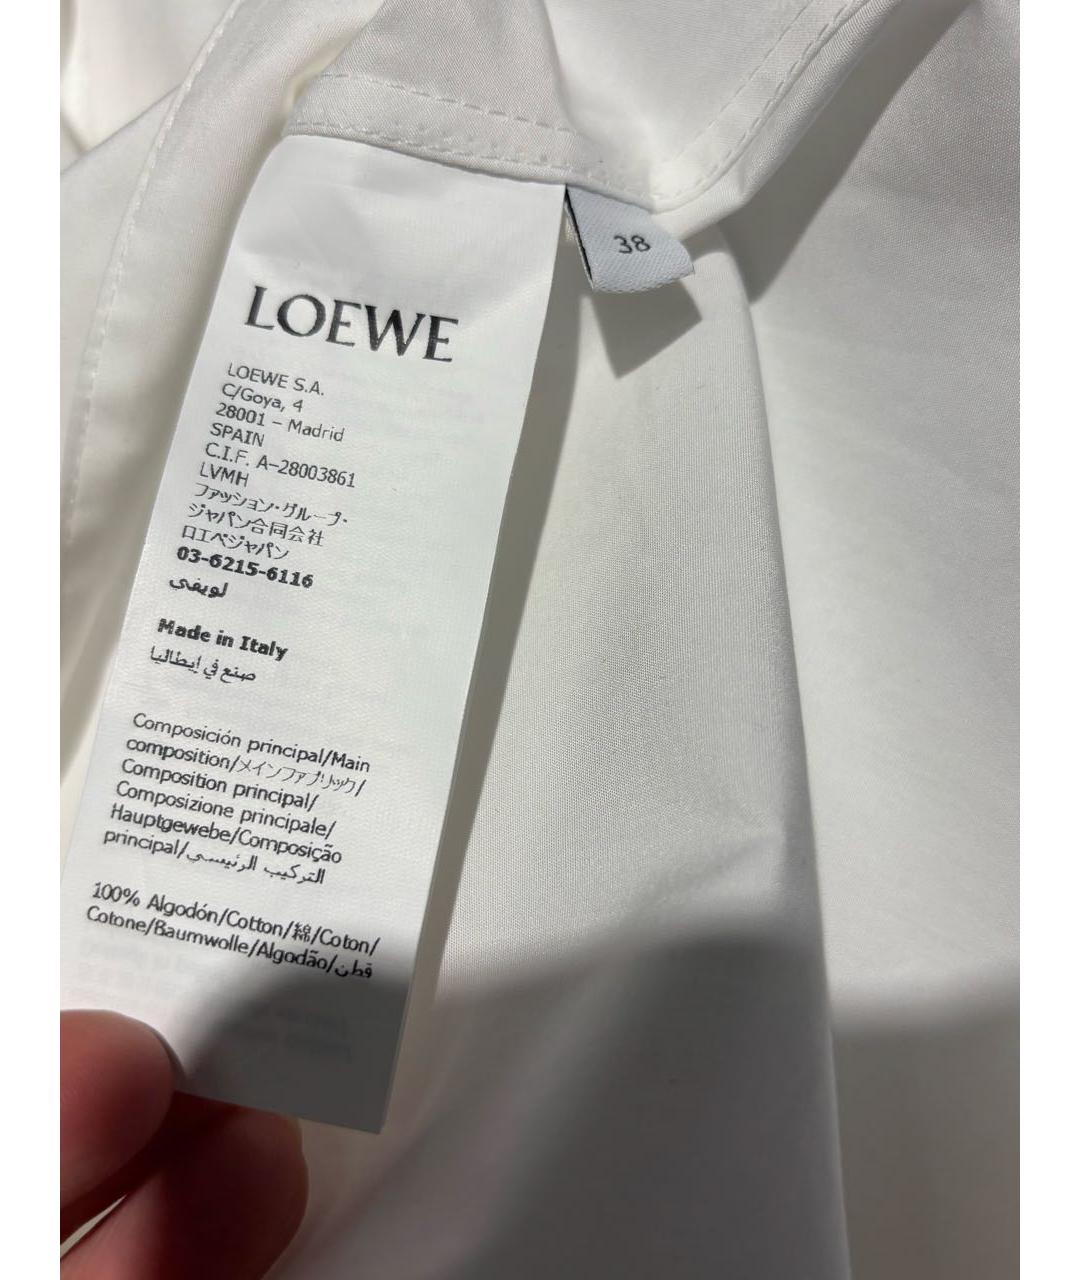 38
LOEWE
LOEWE S.A.
C/Goya, 4
28001 – Madrid
SPAIN
C.I.F. A-28003861
LVMH
ファッション・グループ・
ジャパン合同会社
ロエベジャパン
03-6215-6116
لويفي
Made in Italy
صنع في إيطاليا
Composición principal/Main
composition/メインファブリック/
Composition principal/
Composizione principale/
Hauptgewebe/Composição
principal/التركيب الرئيسي
100% Algodón/Cotton/綿/Coton/
Cotone/Baumwolle/Algodão/قطن